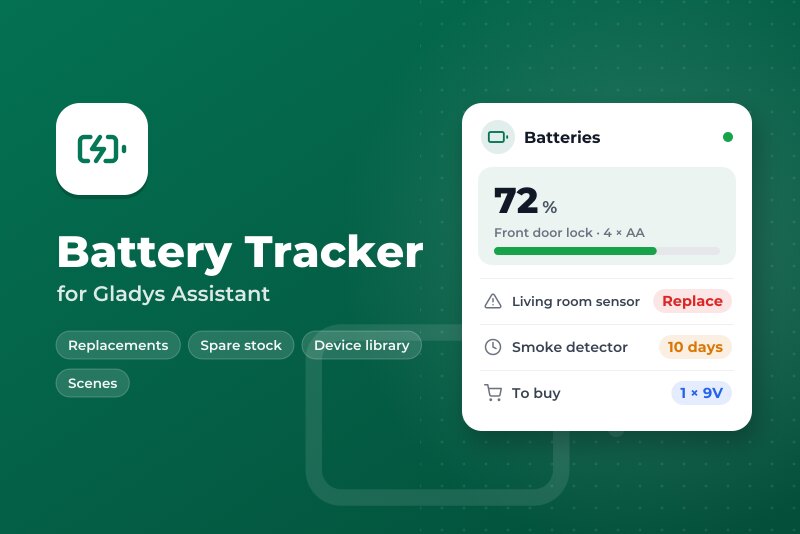 Battery Tracker
for Gladys Assistant
Replacements Spare stock Device library
Scenes
Batteries
72 %
Front door lock · 4 × AA
Living room sensor Replace
Smoke detector 10 days
To buy 1 × 9V